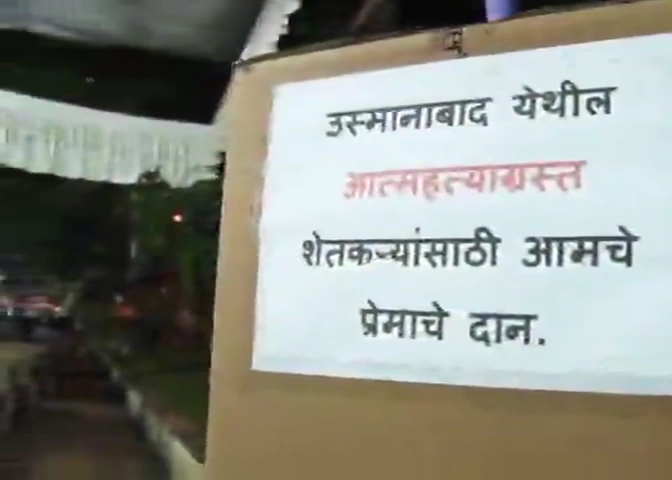 उस्मानाबाद येथील
आत्महत्याग्रस्त
शेतकऱ्यांसाठी आमचे
प्रेमाचे दान.